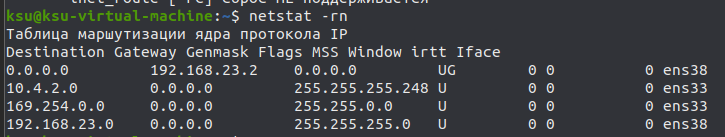 ksu@ksu-virtual-machine:~$ netstat -rn
Таблица маршутизации ядра протокола IP
Destination Gateway Genmask Flags MSS Window irtt Iface
0.0.0.0 192.168.23.2 0.0.0.0 UG 0 0 0 ens38
10.4.2.0 0.0.0.0 255.255.255.248 U 0 0 0 ens33
169.254.0.0 0.0.0.0 255.255.0.0 U 0 0 0 ens33
192.168.23.0 0.0.0.0 255.255.255.0 U 0 0 0 ens38